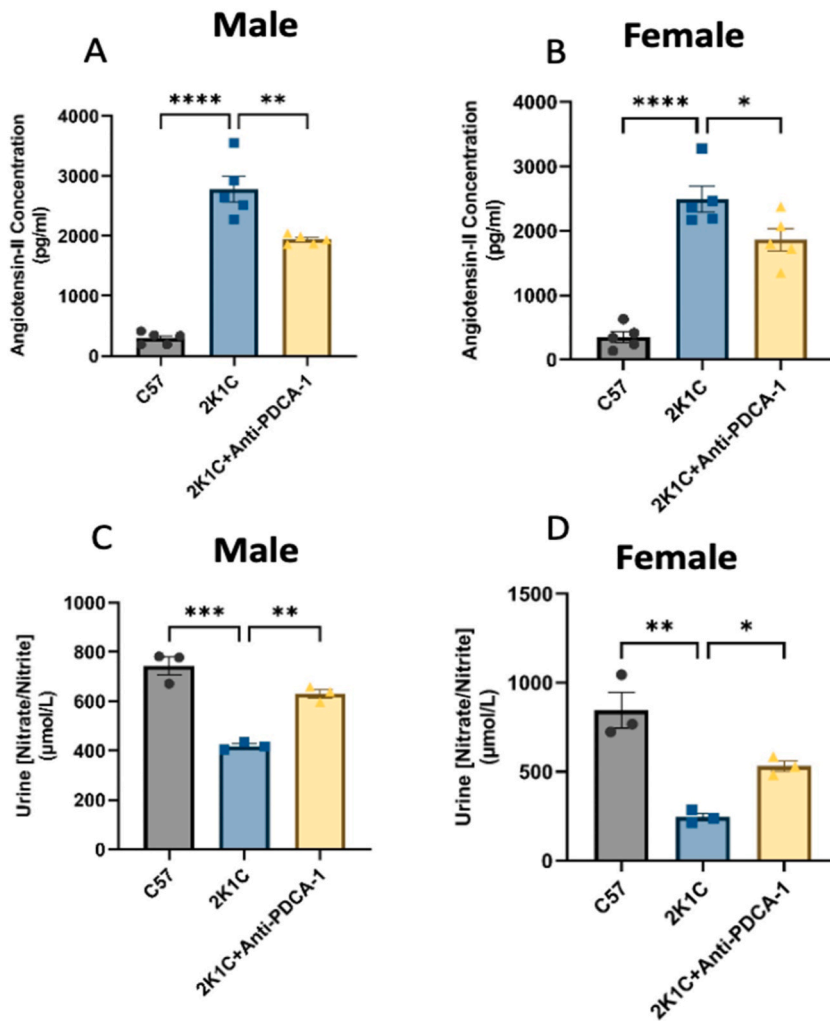 Male
A
**** **
Angiotensin-II Concentration
(pg/ml)
4000
3000
2000
1000
0
C57
2K1C
2K1C+Anti-PDCA-1
Female
B
**** *
Angiotensin-II Concentration
(pg/ml)
4000
3000
2000
1000
0
C57
2K1C
2K1C+Anti-PDCA-1
C
Male
*** **
Urine [Nitrate/Nitrite]
(µmol/L)
1000
800
600
400
200
0
C57
2K1C
2K1C+Anti-PDCA-1
D
Female
** *
Urine [Nitrate/Nitrite]
(µmol/L)
1500
1000
500
0
C57
2K1C
2K1C+Anti-PDCA-1